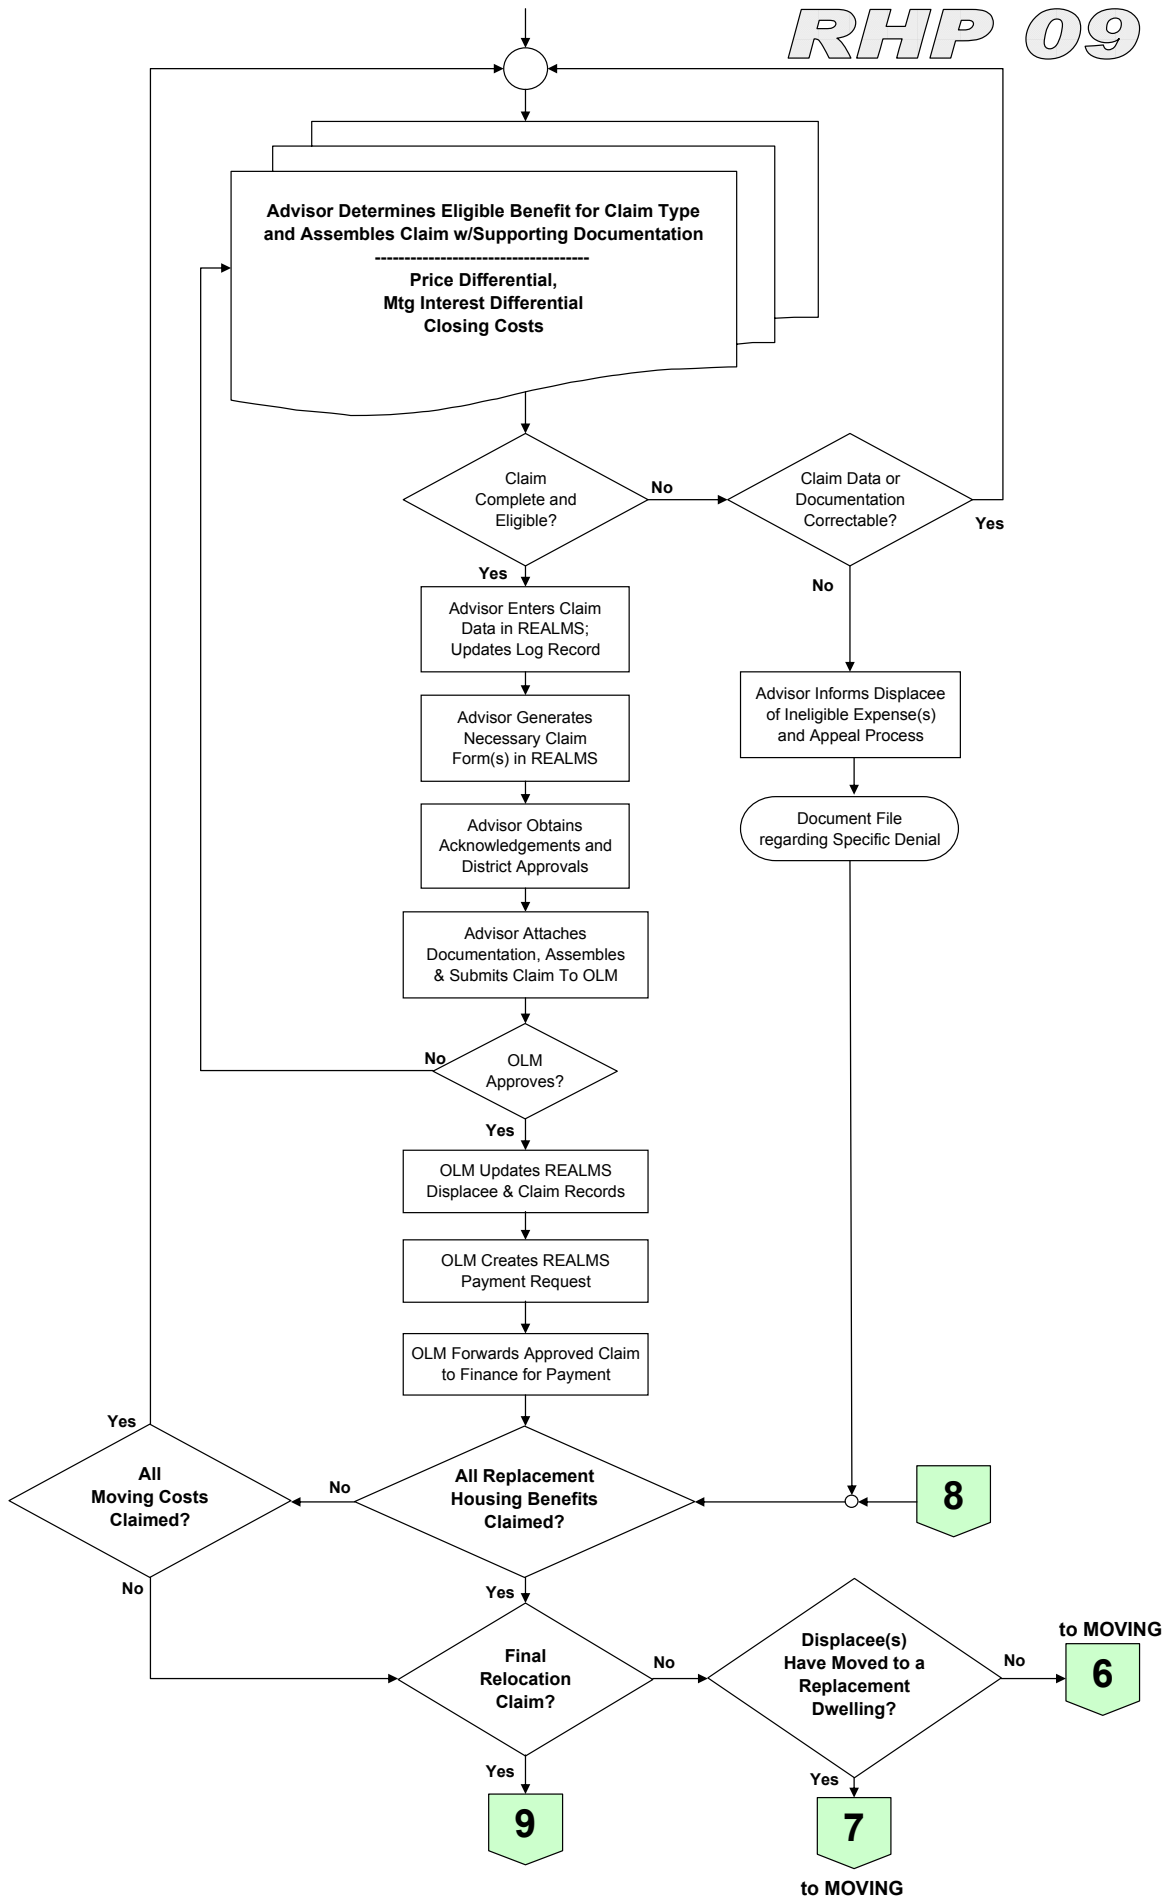 RHP 09
Advisor Determines Eligible Benefit for Claim Type
and Assembles Claim w/Supporting Documentation
-------------------------------------
Price Differential,
Mtg Interest Differential
Closing Costs
Claim
Complete and
Eligible?
No
Claim Data or
Documentation
Correctable?
Yes
Yes
No
Advisor Enters Claim
Data in REALMS;
Updates Log Record
Advisor Informs Displacee
of Ineligible Expense(s)
and Appeal Process
Advisor Generates
Necessary Claim
Form(s) in REALMS
Document File
regarding Specific Denial
Advisor Obtains
Acknowledgements and
District Approvals
Advisor Attaches
Documentation, Assembles
& Submits Claim To OLM
No
OLM
Approves?
Yes
OLM Updates REALMS
Displacee & Claim Records
OLM Creates REALMS
Payment Request
OLM Forwards Approved Claim
to Finance for Payment
Yes
All
Moving Costs
Claimed?
No
All Replacement
Housing Benefits
Claimed?
8
No
Yes
Final
Relocation
Claim?
No
Displacee(s)
Have Moved to a
Replacement
Dwelling?
No
to MOVING
6
Yes
9
Yes
7
to MOVING